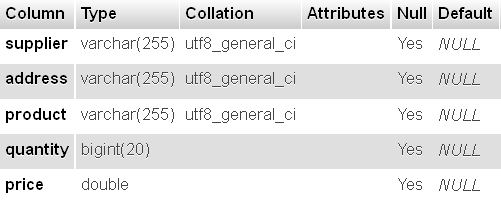 Column Type Collation Attributes Null Default
supplier varchar(255) utf8_general_ci Yes NULL
address varchar(255) utf8_general_ci Yes NULL
product varchar(255) utf8_general_ci Yes NULL
quantity bigint(20) Yes NULL
price double Yes NULL